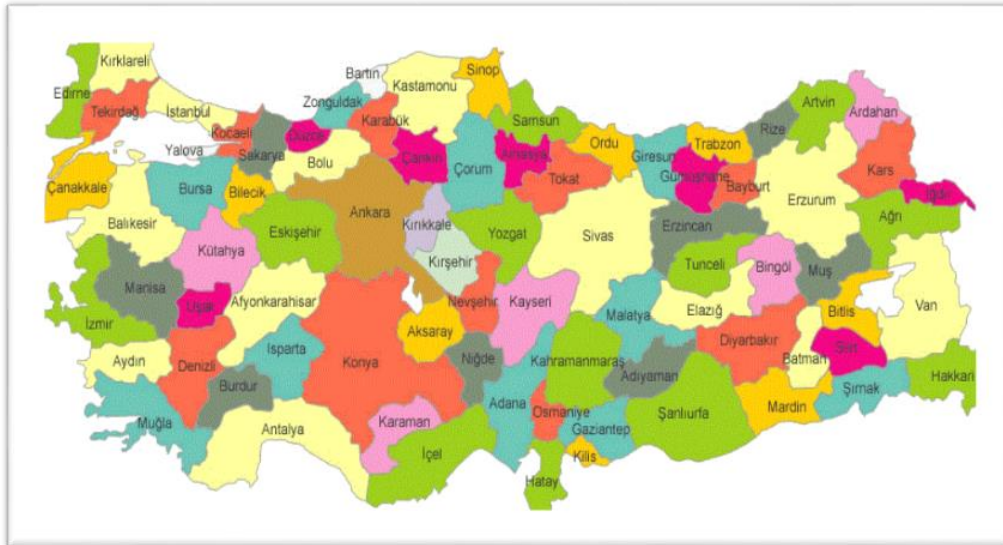 Kırklareli
Edirne
Tekirdağ
İstanbul
Kocaeli
Yalova
Sakarya
Düzce
Zonguldak
Bartın
Karabük
Kastamonu
Sinop
Samsun
Ordu
Giresun
Trabzon
Rize
Artvin
Ardahan
Çanakkale
Bursa
Bilecik
Bolu
Çankırı
Çorum
Amasya
Tokat
Gümüşhane
Bayburt
Erzurum
Kars
Iğdır
Balıkesir
Kütahya
Eskişehir
Ankara
Kırıkkale
Kırşehir
Yozgat
Sivas
Erzincan
Tunceli
Bingöl
Muş
Ağrı
Manisa
Uşak
Afyonkarahisar
Nevşehir
Kayseri
Malatya
Elazığ
Bitlis
Van
İzmir
Aydın
Denizli
Isparta
Konya
Aksaray
Niğde
Kahramanmaraş
Adıyaman
Diyarbakır
Batman
Siirt
Hakkari
Muğla
Burdur
Antalya
Karaman
İçel
Adana
Osmaniye
Gaziantep
Şanlıurfa
Mardin
Şırnak
Kilis
Hatay